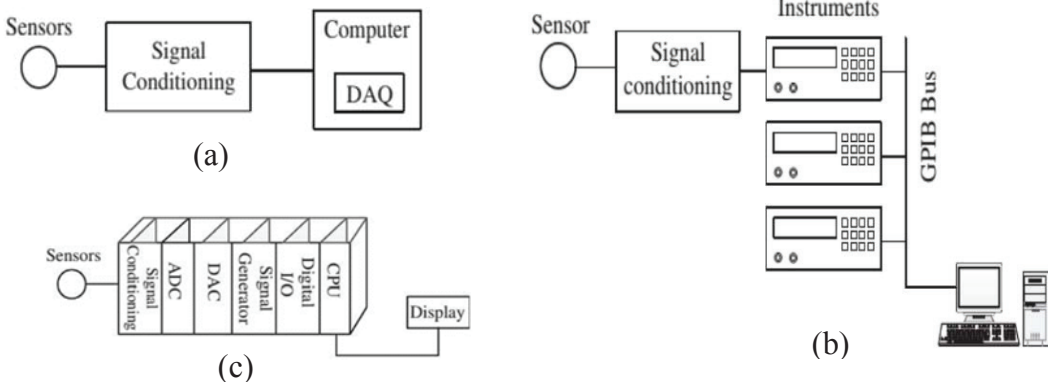 Sensors
Signal
Conditioning
Computer
DAQ
(a)
Sensor
Signal
conditioning
Instruments
GPIB Bus
(b)
Sensors
Signal
Conditioning
ADC
DAC
Signal
Generator
Digital
I/O
CPU
Display
(c)